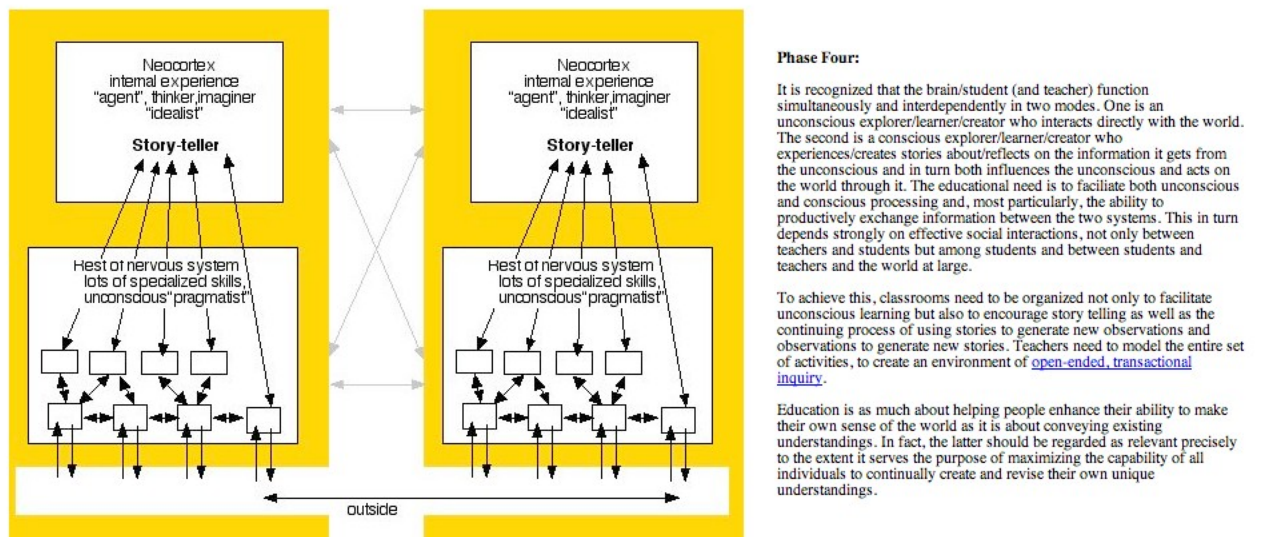 Neocortex
internal experience
"agent", thinker,imaginer
"idealist"
Story-teller
Rest of nervous system
lots of specialized skills,
unconscious"pragmatist"
Neocortex
internal experience
"agent", thinker,imaginer
"idealist"
Story-teller
Rest of nervous system
lots of specialized skills,
unconscious"pragmatist"
outside
Phase Four:
It is recognized that the brain/student (and teacher) function
simultaneously and interdependently in two modes. One is an
unconscious explorer/learner/creator who interacts directly with the world.
The second is a conscious explorer/learner/creator who
experiences/creates stories about/reflects on the information it gets from
the unconscious and in turn both influences the unconscious and acts on
the world through it. The educational need is to faciliate both unconscious
and conscious processing and, most particularly, the ability to
productively exchange information between the two systems. This in turn
depends strongly on effective social interactions, not only between
teachers and students but among students and between students and
teachers and the world at large.
To achieve this, classrooms need to be organized not only to facilitate
unconscious learning but also to encourage story telling as well as the
continuing process of using stories to generate new observations and
observations to generate new stories. Teachers need to model the entire set
of activities, to create an environment of open-ended, transactional
inquiry.
Education is as much about helping people enhance their ability to make
their own sense of the world as it is about conveying existing
understandings. In fact, the latter should be regarded as relevant precisely
to the extent it serves the purpose of maximizing the capability of all
individuals to continually create and revise their own unique
understandings.